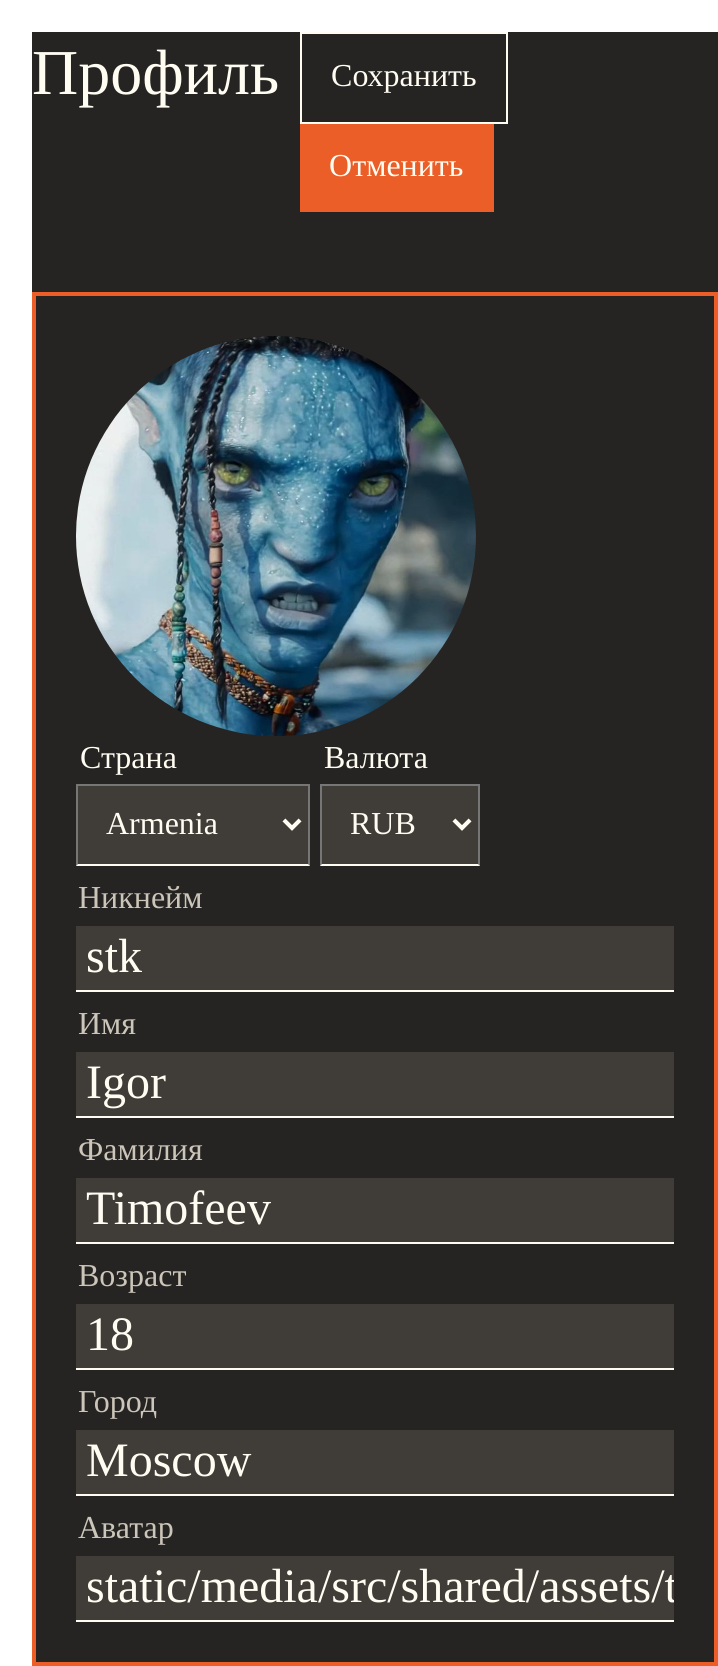 Профиль Сохранить
Отменить
Страна Валюта
Armenia RUB
Никнейм
stk
Имя
Igor
Фамилия
Timofeev
Возраст
18
Город
Moscow
Аватар
static/media/src/shared/assets/t